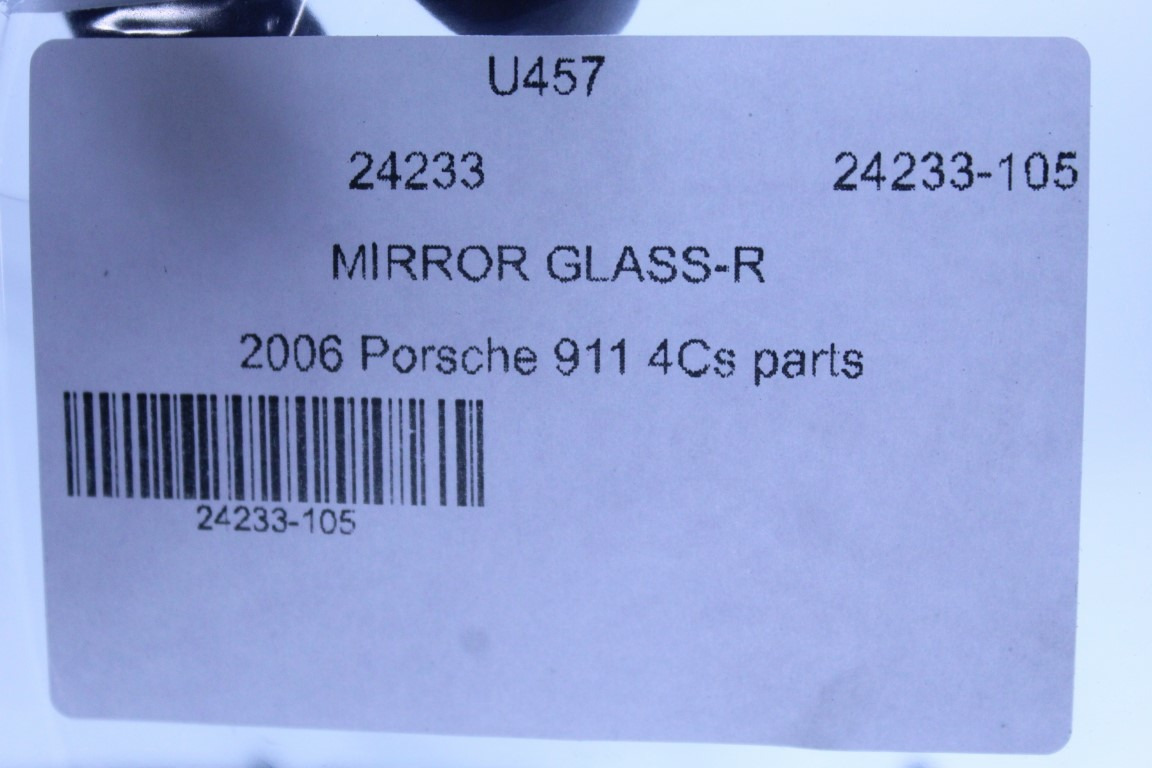 U457
24233 24233-105
MIRROR GLASS-R
2006 Porsche 911 4Cs parts
24233-105